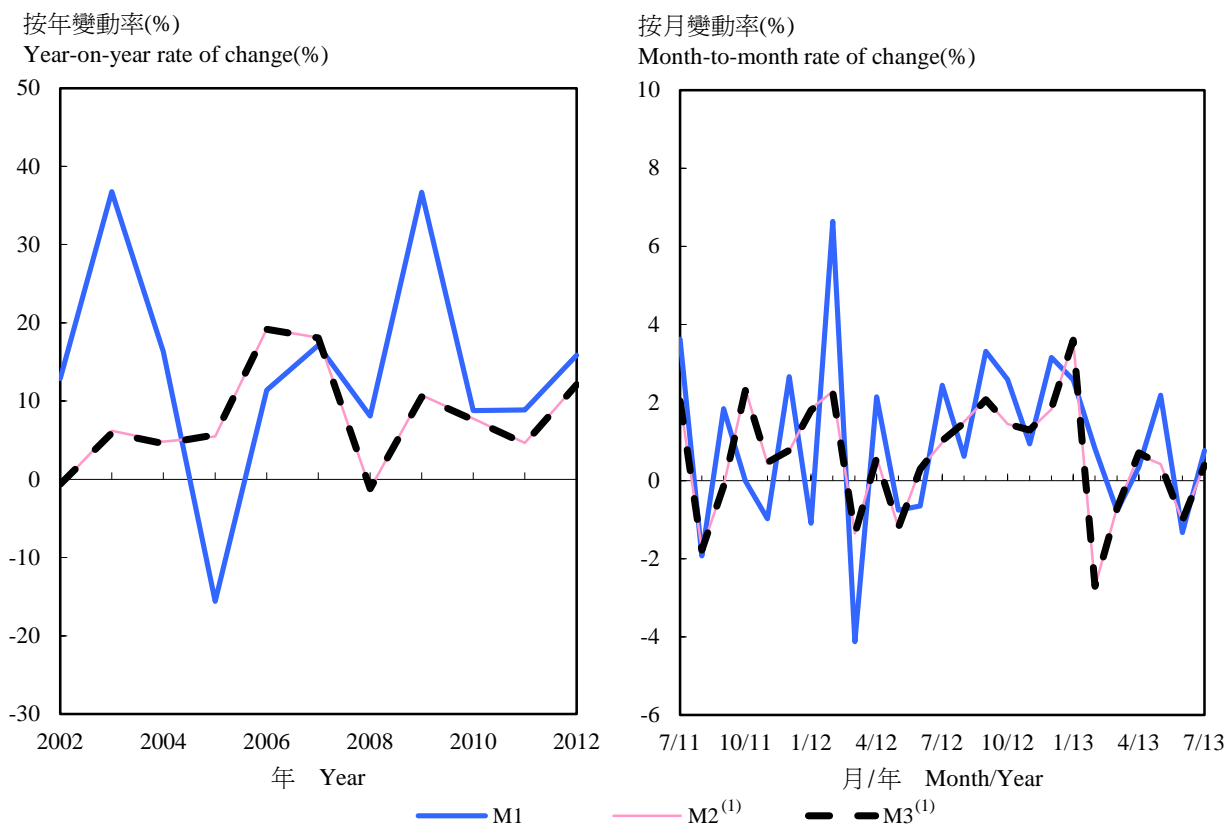 按年變動率(%)
Year-on-year rate of change(%)
50
40
30
20
10
0
-10
-20
-30
2002 2004 2006 2008 2010 2012
年 Year
按月變動率(%)
Month-to-month rate of change(%)
10
8
6
4
2
0
-2
-4
-6
7/11 10/11 1/12 4/12 7/12 10/12 1/13 4/13 7/13
月/年 Month/Year
M1 M2(1) M3(1)